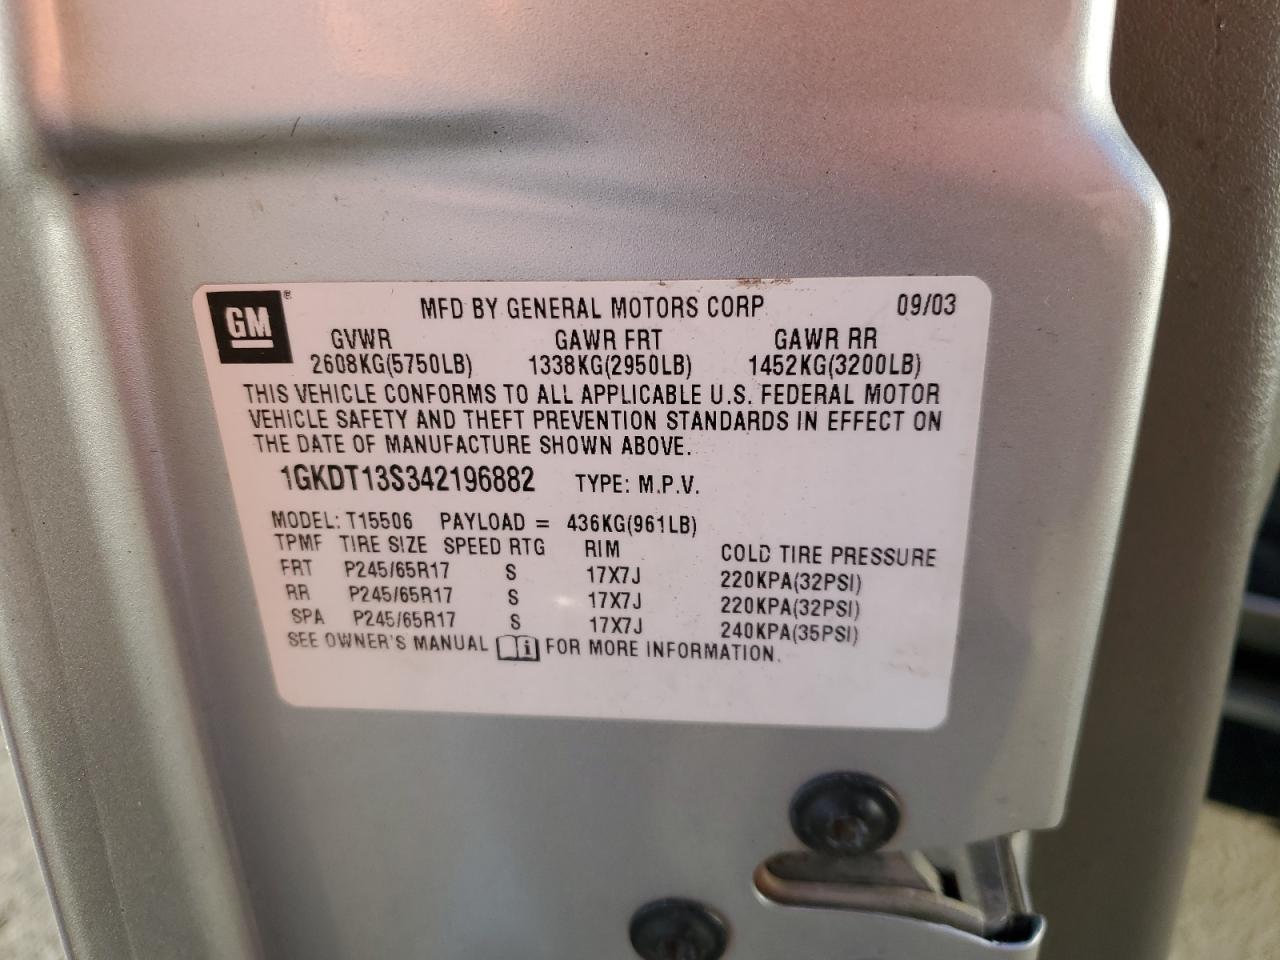 GM®
MFD BY GENERAL MOTORS CORP 09/03
GVWR GAWR FRT GAWR RR
2608KG(5750LB) 1338KG(2950LB) 1452KG(3200LB)
THIS VEHICLE CONFORMS TO ALL APPLICABLE U.S. FEDERAL MOTOR
VEHICLE SAFETY AND THEFT PREVENTION STANDARDS IN EFFECT ON
THE DATE OF MANUFACTURE SHOWN ABOVE.
1GKDT13S342196882 TYPE: M.P.V.
MODEL: T15506 PAYLOAD = 436KG(961LB)
TPMF TIRE SIZE SPEED RTG RIM COLD TIRE PRESSURE
FRT P245/65R17 S 17X7J 220KPA(32PSI)
RR P245/65R17 S 17X7J 220KPA(32PSI)
SPA P245/65R17 S 17X7J 240KPA(35PSI)
SEE OWNER'S MANUAL i FOR MORE INFORMATION.